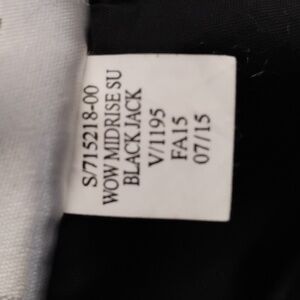 S/715218-00
WOW MIDRISE SU
BLACK JACK
V/1195
FA15
07/15